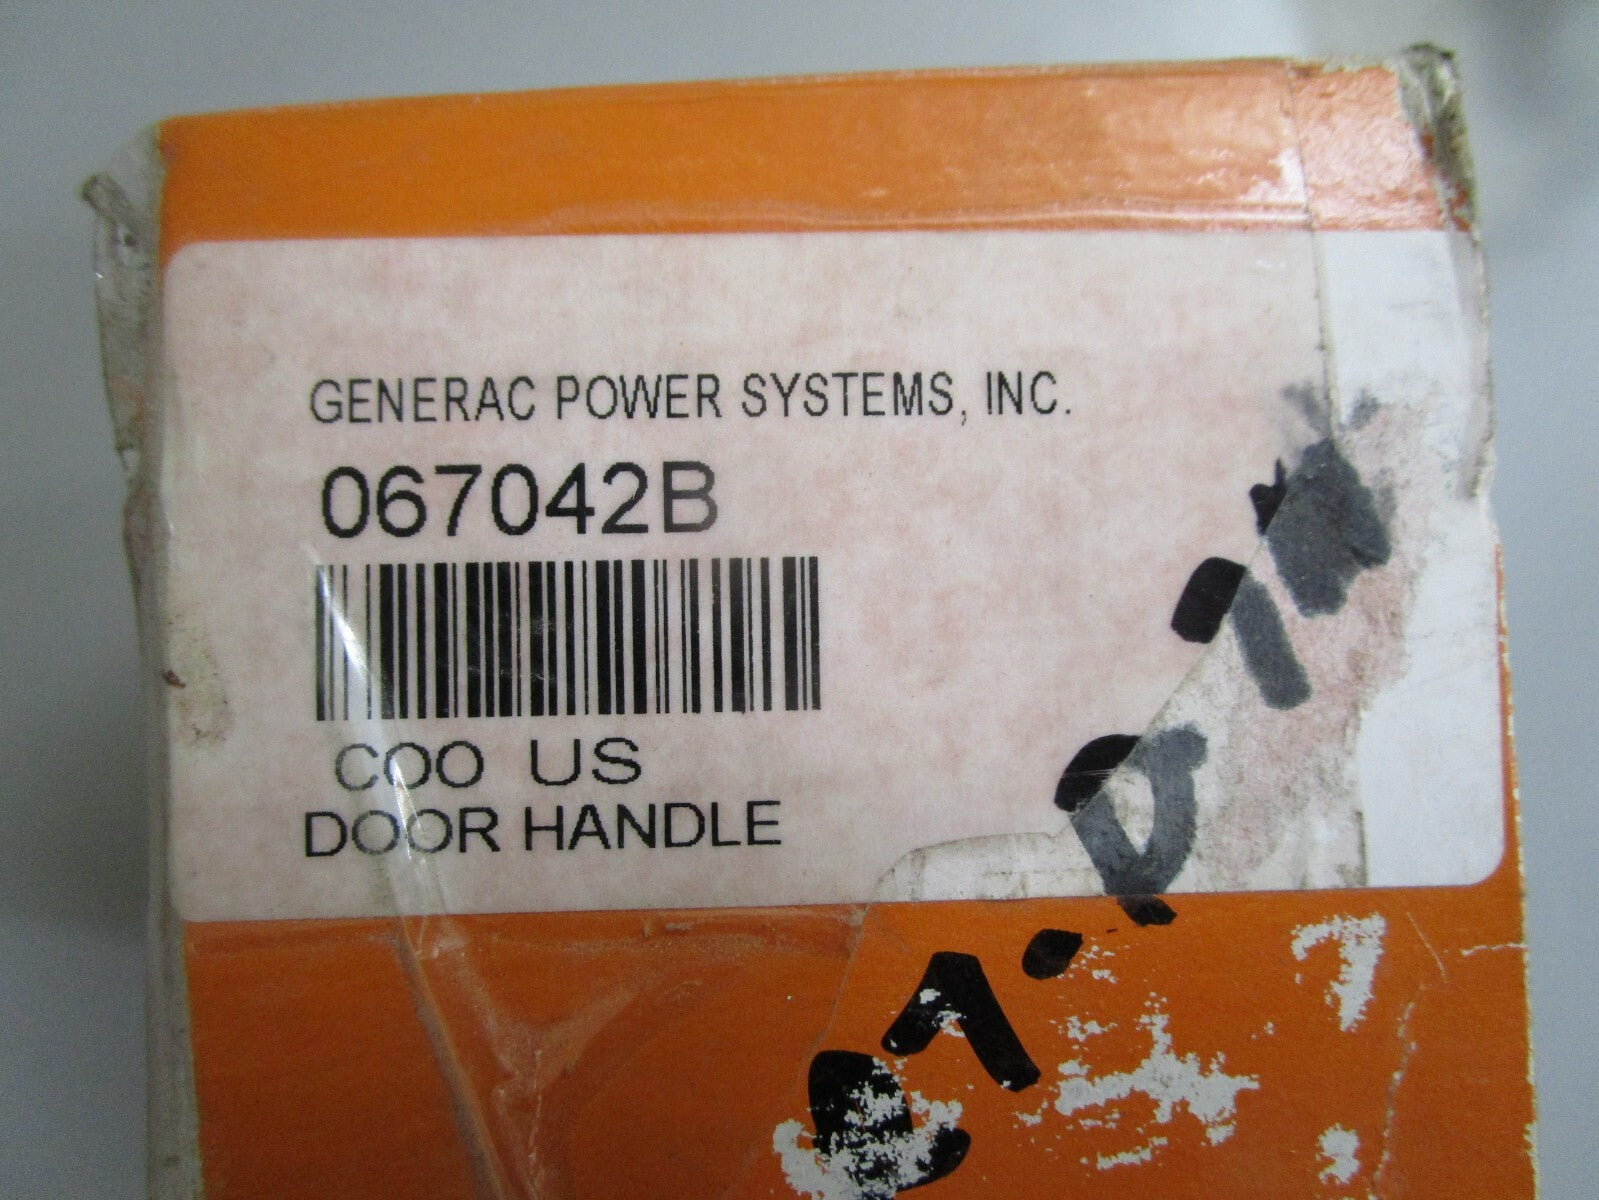 GENERAC POWER SYSTEMS, INC.
067042B
COO US
DOOR HANDLE